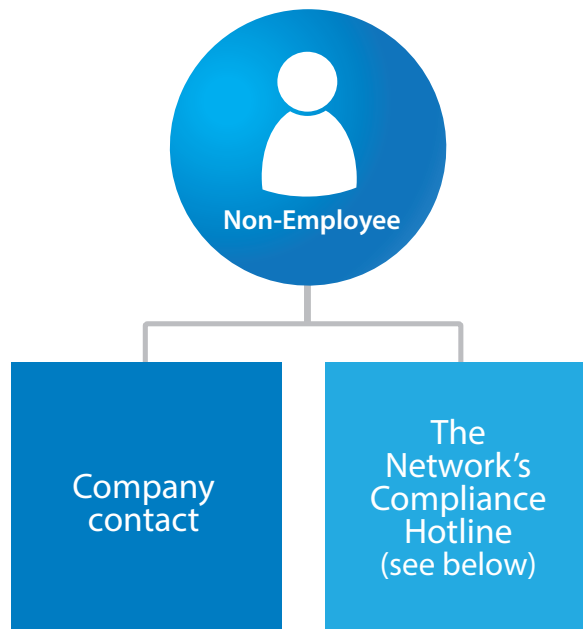 Non-Employee
Company
contact
The
Network’s
Compliance
Hotline
(see below)